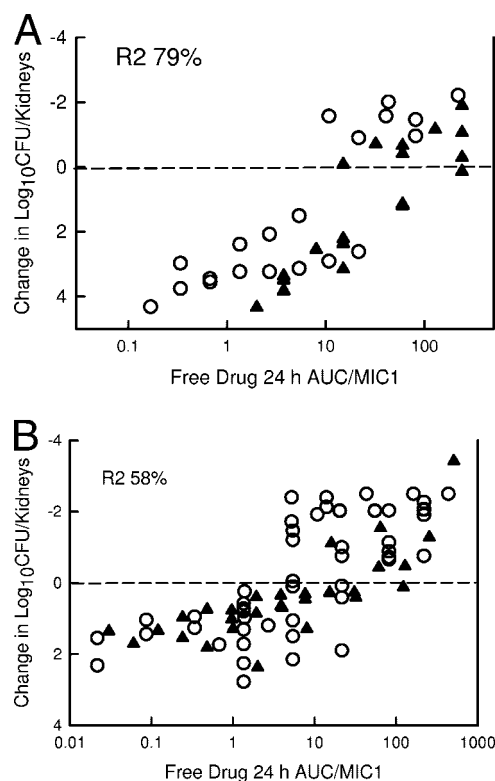 A
R2 79%
Change in Log10CFU/Kidneys
-4
-2
0
2
4
0.1 1 10 100
Free Drug 24 h AUC/MIC1
B
R2 58%
Change in Log10CFU/Kidneys
-4
-2
0
2
4
0.01 0.1 1 10 100 1000
Free Drug 24 h AUC/MIC1